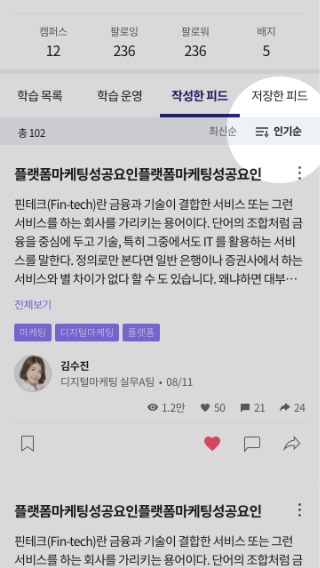 캠퍼스 팔로잉 팔로워 배지
12 236 236 5
학습 목록 학습 운영 작성한 피드 저장한 피드
총 102 최신순 인기순
플랫폼마케팅성공요인플랫폼마케팅성공요인
핀테크(Fin-tech)란 금융과 기술이 결합한 서비스 또는 그런
서비스를 하는 회사를 가리키는 용어이다. 단어의 조합처럼 금
융을 중심에 두고 기술, 특히 그중에서도 IT 를 활용하는 서비
스를 말한다. 정의로만 본다면 일반 은행이나 증권사에서 하는
서비스와 별 차이가 없다 할 수 도 있습니다. 왜냐하면 대부…
전체보기
마케팅 디지털마케팅 플랫폼
김수진
디지털마케팅 실무A팀 • 08/11
1.2만 50 21 24
플랫폼마케팅성공요인플랫폼마케팅성공요인
핀테크(Fin-tech)란 금융과 기술이 결합한 서비스 또는 그런
서비스를 하는 회사를 가리키는 용어이다. 단어의 조합처럼 금